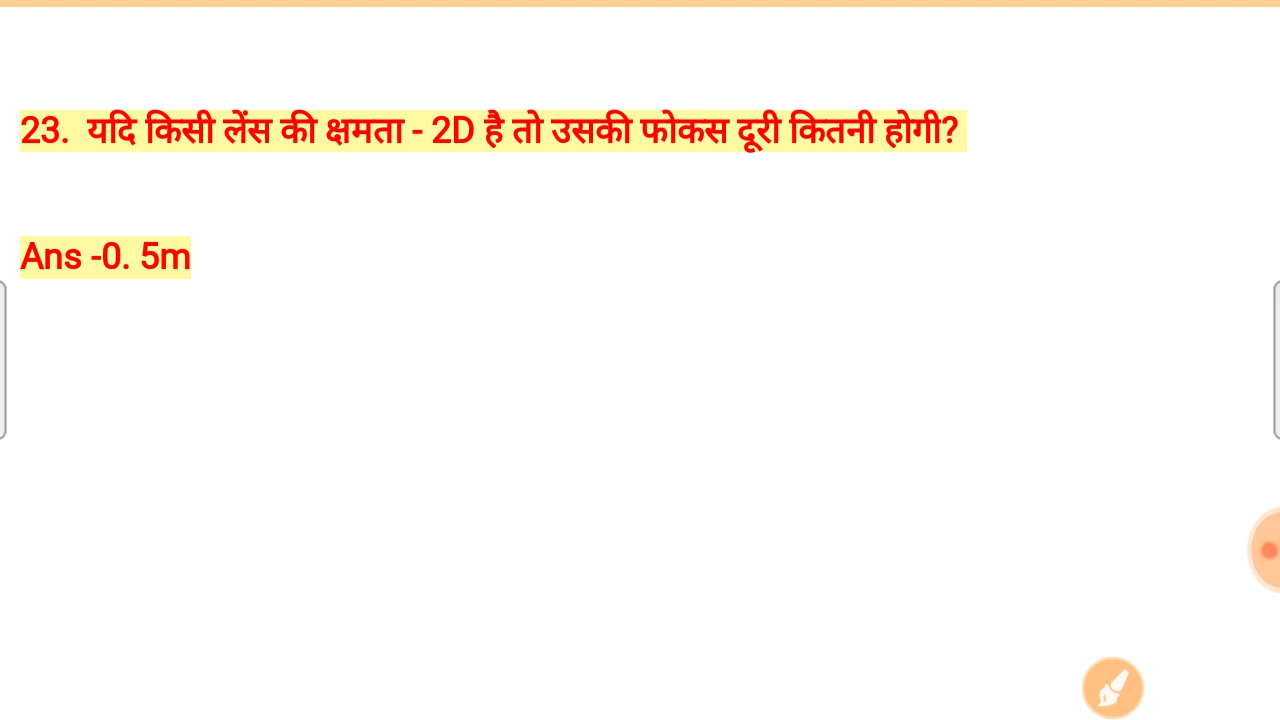 23. यदि किसी लेंस की क्षमता - 2D है तो उसकी फोकस दूरी कितनी होगी?
Ans -0. 5m